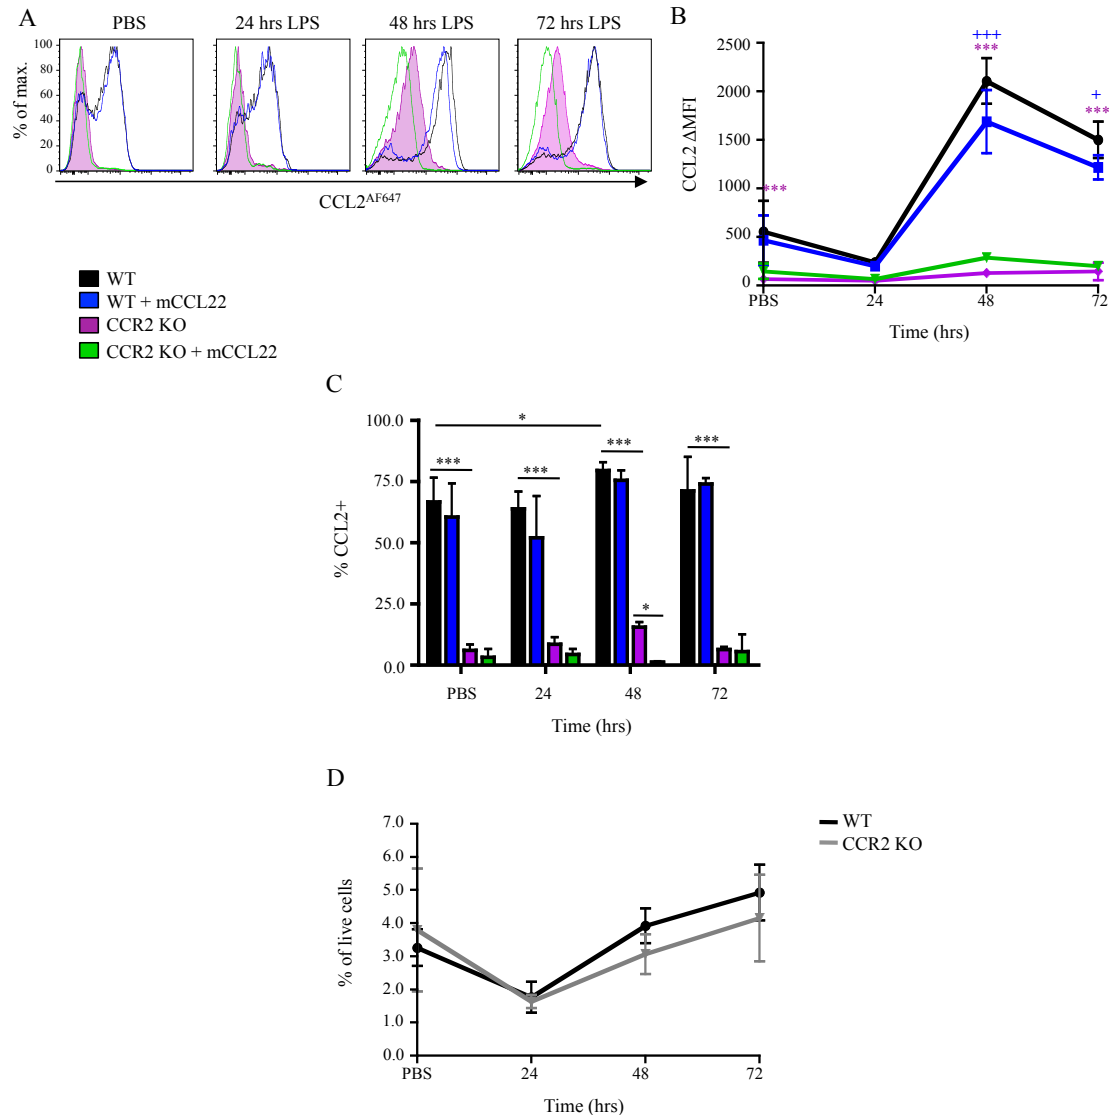 A
PBS
24 hrs LPS
48 hrs LPS
72 hrs LPS
% of max.
100
80
60
40
20
0
CCL2AF647
WT
WT + mCCL22
CCR2 KO
CCR2 KO + mCCL22
B
CCL2 ΔMFI
2500
2000
1500
1000
500
0
+++
***
+
***
***
PBS
24
48
72
Time (hrs)
C
% CCL2+
100.0
75.0
50.0
25.0
0.0
*
***
***
***
***
*
PBS
24
48
72
Time (hrs)
D
% of live cells
7.0
6.0
5.0
4.0
3.0
2.0
1.0
0.0
PBS
24
48
72
Time (hrs)
WT
CCR2 KO